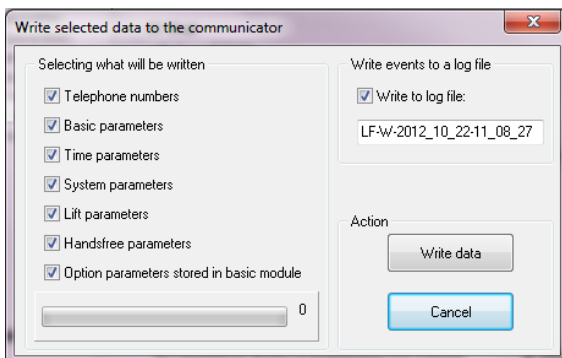 Write selected data to the communicator
Selecting what will be written
Telephone numbers
Basic parameters
Time parameters
System parameters
Lift parameters
Handsfree parameters
Option parameters stored in basic module
0
Write events to a log file
Write to log file:
LF-W-2012_10_22-11_08_27
Action
Write data
Cancel